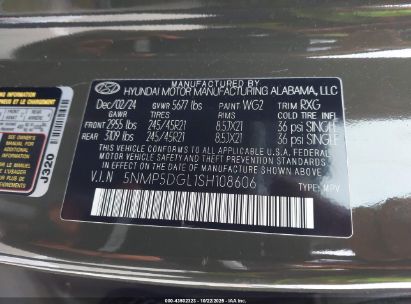 MANUFACTURED BY
HYUNDAI MOTOR MANUFACTURING ALABAMA, LLC
Dec/02/24 GVWR 5677 lbs PAINT WG2 TRIM RXG
GAWR TIRES RIMS COLD TIRE INFL
FRONT 2955 lbs 245/45R21 8.5JX21 36 psi SINGLE
REAR 3109 lbs 245/45R21 8.5JX21 36 psi SINGLE
THIS VEHICLE CONFORMS TO ALL APPLICABLE U.S.A. FEDERAL
MOTOR VEHICLE SAFETY STANDARDS IN EFFECT ON THE
DATE OF MANUFACTURE SHOWN ABOVE.
V.I.N 5NMP5DGL1SH108606 TYPE: MPV
J320